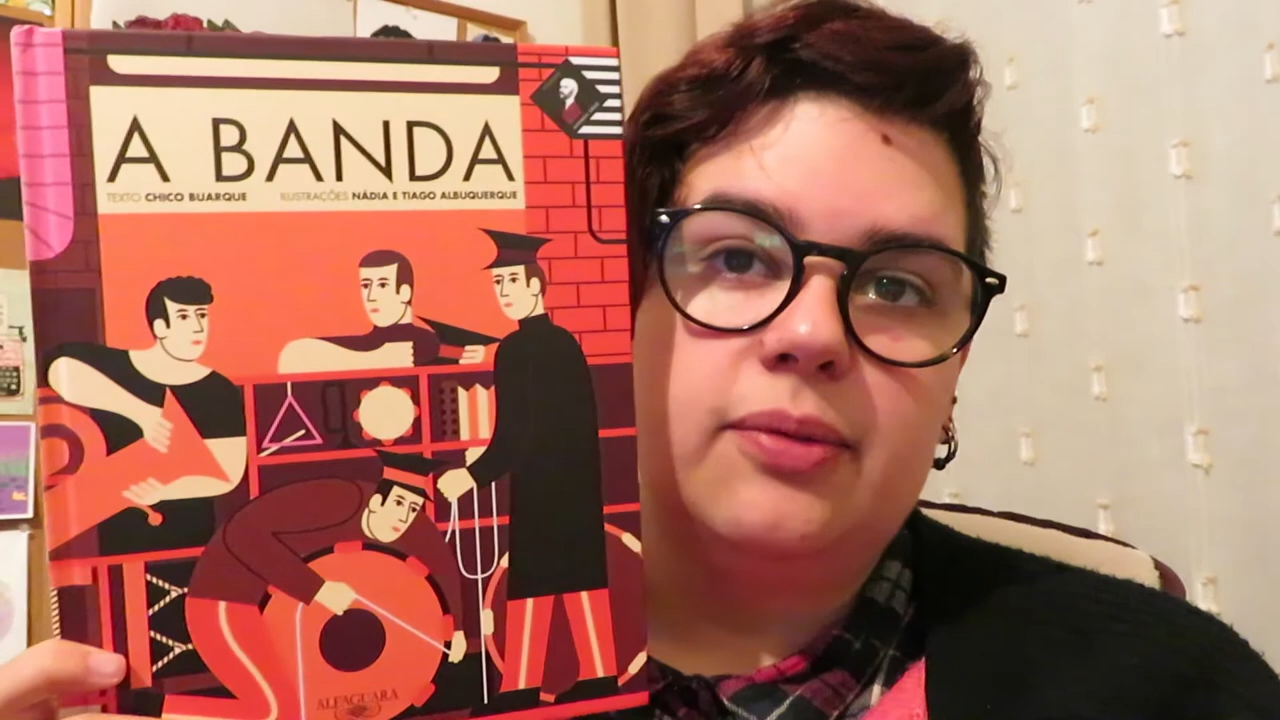 A BANDA
TEXTO CHICO BUARQUE ILUSTRAÇÕES NÁDIA E TIAGO ALBUQUERQUE
ALFAGUARA